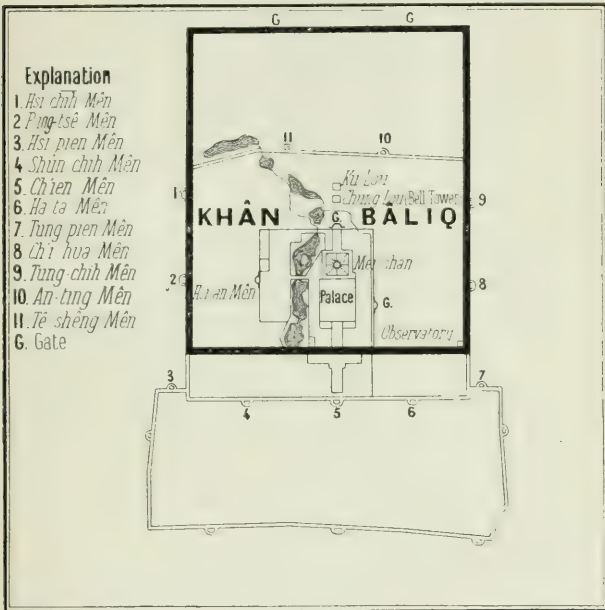 G G
Explanation
1. Hsi chih Mên
2 P'ing-tsê Mên
3. Hsi pien Mên
4 Shun chih Mên
5. Ch'ien Mên
6. Ha ta Mên
7. Tung pien Mên
8 Ch'i hua Mên
9. Tung-chih Mên
10. An-ting Mên
11. Tê shêng Mên
G. Gate
11 10
Ku Lou
Chung Lou (Bell Tower)
1 9
KHÂN BÂLIQ
G.
Mei shan
2 8
Palace
G.
Observatory
3 7
4 5 6